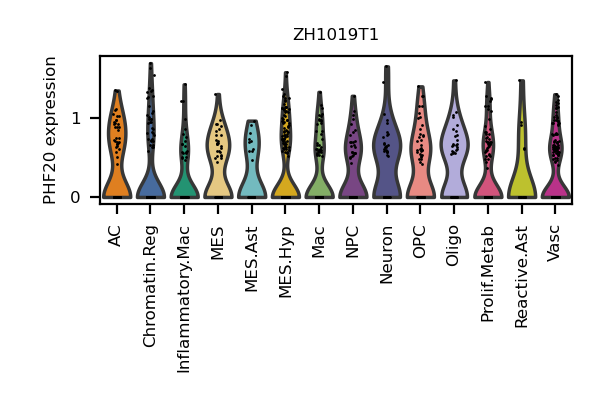 ZH1019T1
PHF20 expression
1
0
AC
Chromatin.Reg
Inflammatory.Mac
MES
MES.Ast
MES.Hyp
Mac
NPC
Neuron
OPC
Oligo
Prolif.Metab
Reactive.Ast
Vasc